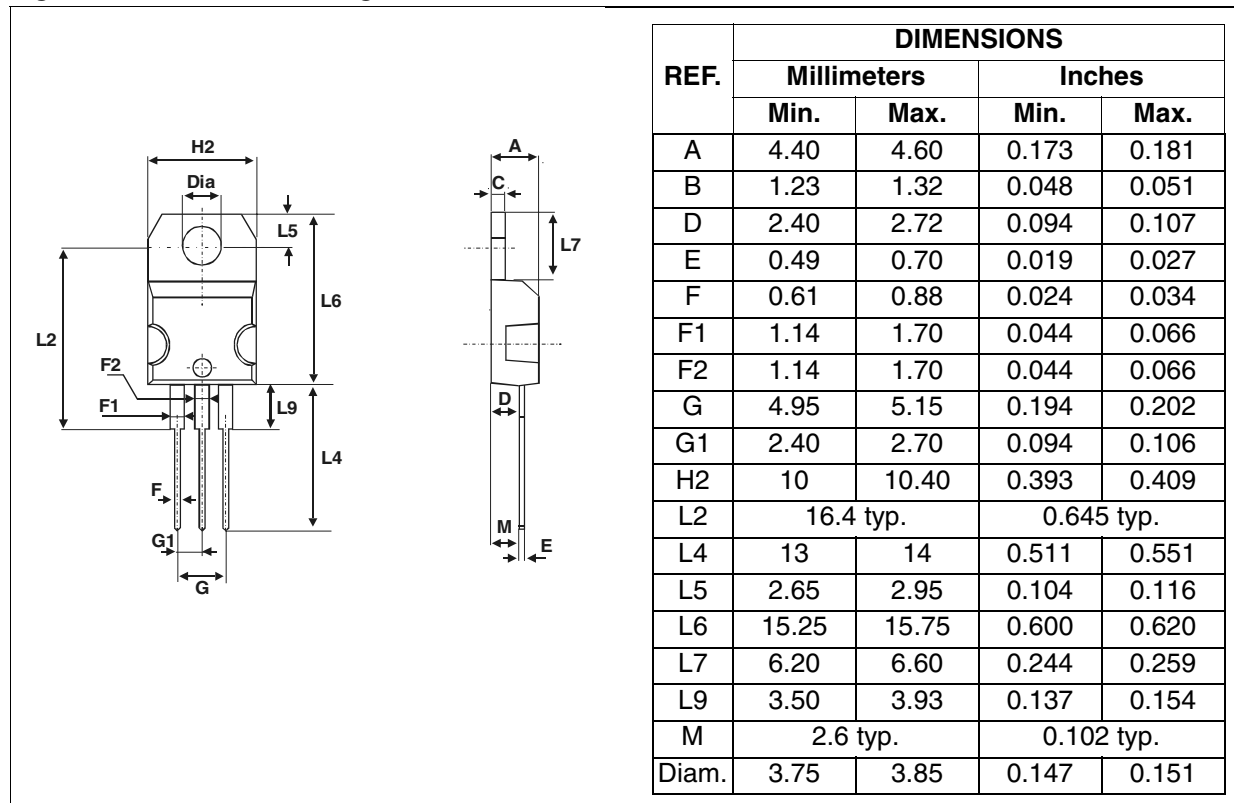 H2
Dia
L5
L6
L2
F2
F1
L9
L4
F
G1
G
A
C
L7
D
M
E
DIMENSIONS
REF. Millimeters Inches
Min. Max. Min. Max.
A 4.40 4.60 0.173 0.181
B 1.23 1.32 0.048 0.051
D 2.40 2.72 0.094 0.107
E 0.49 0.70 0.019 0.027
F 0.61 0.88 0.024 0.034
F1 1.14 1.70 0.044 0.066
F2 1.14 1.70 0.044 0.066
G 4.95 5.15 0.194 0.202
G1 2.40 2.70 0.094 0.106
H2 10 10.40 0.393 0.409
L2 16.4 typ. 0.645 typ.
L4 13 14 0.511 0.551
L5 2.65 2.95 0.104 0.116
L6 15.25 15.75 0.600 0.620
L7 6.20 6.60 0.244 0.259
L9 3.50 3.93 0.137 0.154
M 2.6 typ. 0.102 typ.
Diam. 3.75 3.85 0.147 0.151